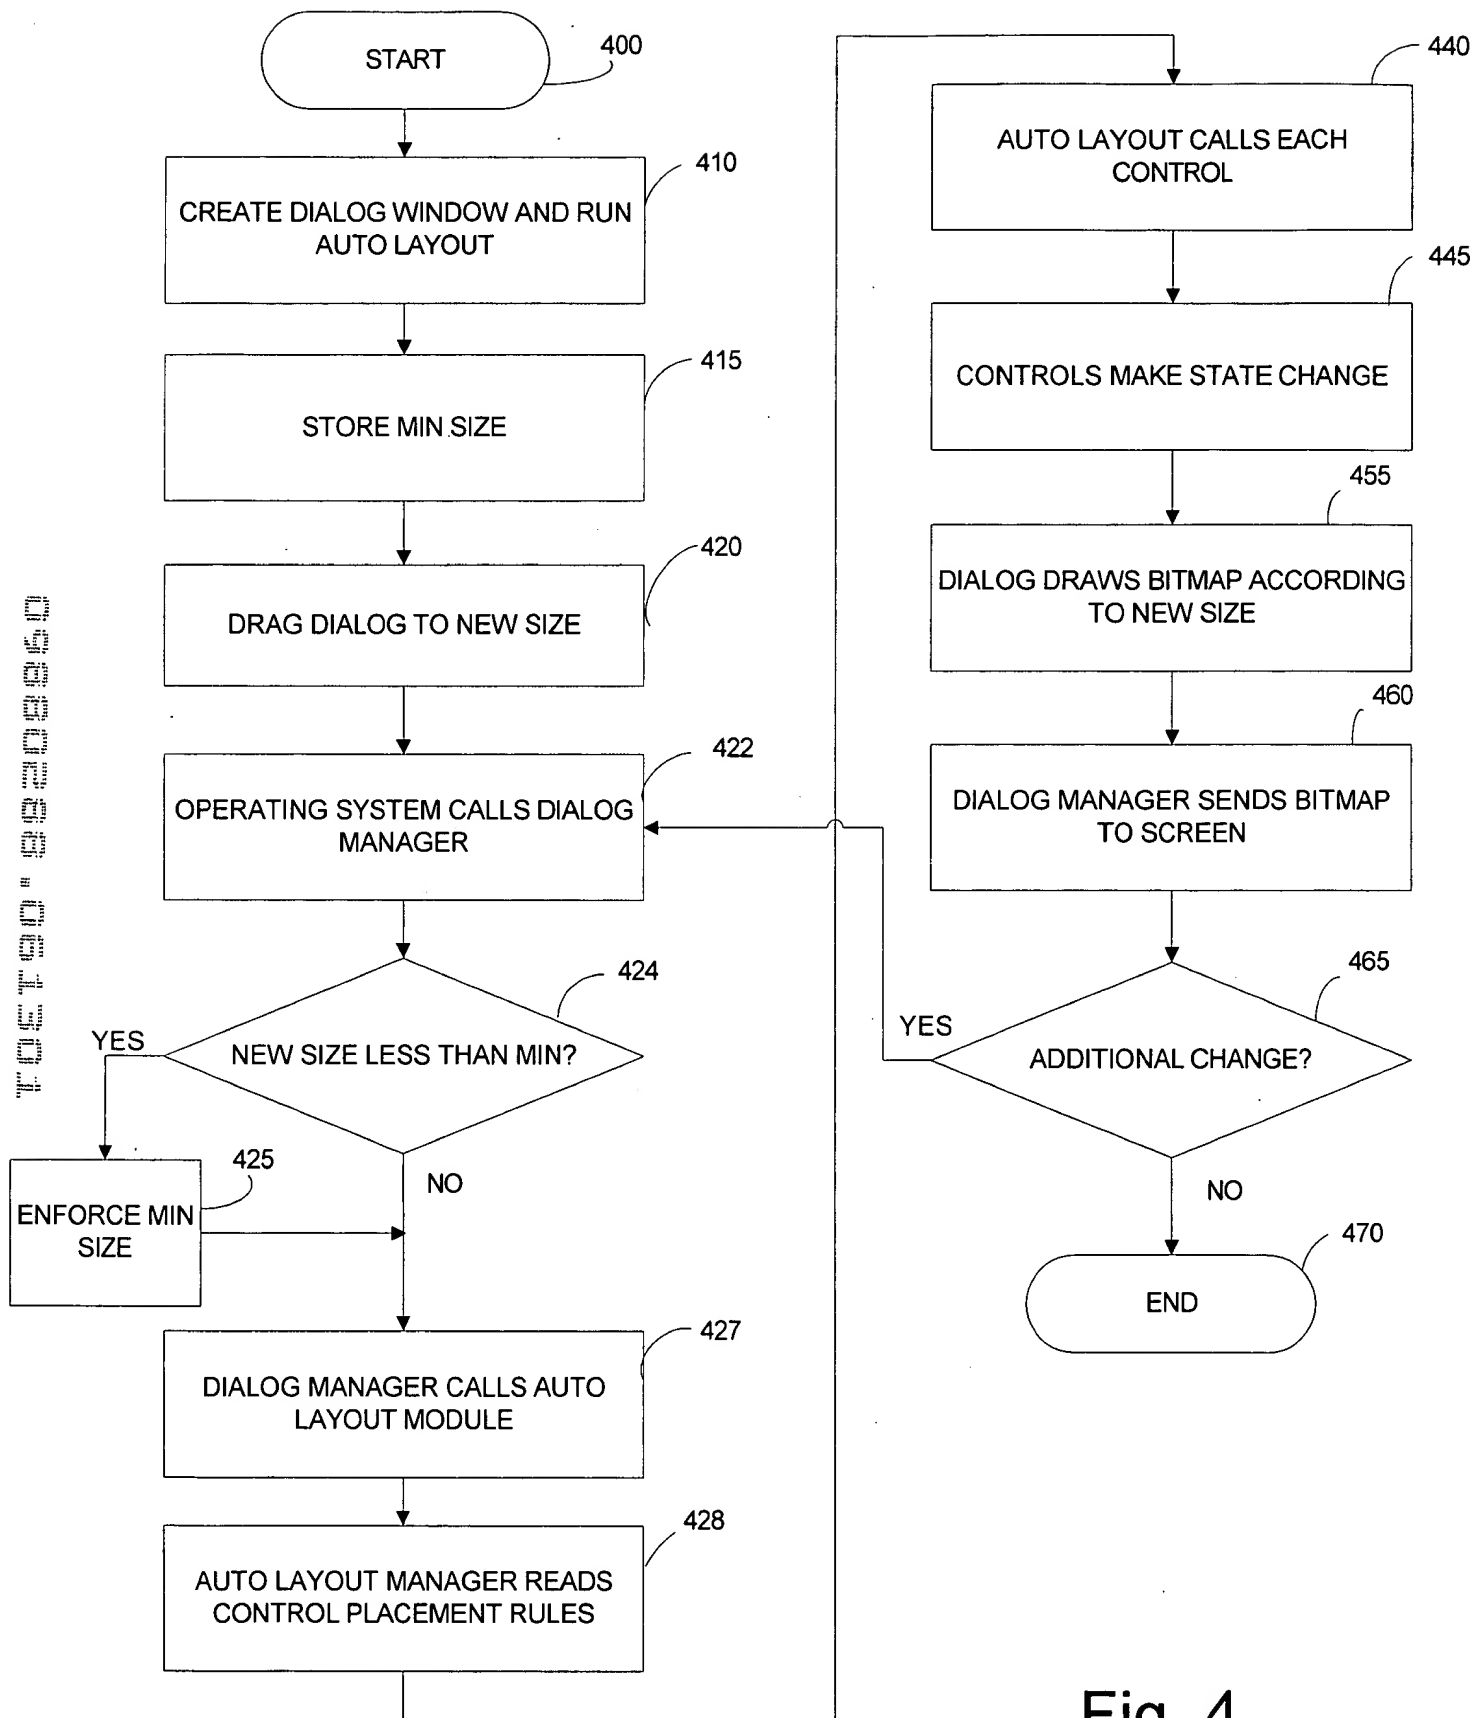 START
400
CREATE DIALOG WINDOW AND RUN
AUTO LAYOUT
410
STORE MIN SIZE
415
DRAG DIALOG TO NEW SIZE
420
OPERATING SYSTEM CALLS DIALOG
MANAGER
422
NEW SIZE LESS THAN MIN?
424
YES
NO
ENFORCE MIN
SIZE
425
DIALOG MANAGER CALLS AUTO
LAYOUT MODULE
427
AUTO LAYOUT MANAGER READS
CONTROL PLACEMENT RULES
428
AUTO LAYOUT CALLS EACH
CONTROL
440
CONTROLS MAKE STATE CHANGE
445
DIALOG DRAWS BITMAP ACCORDING
TO NEW SIZE
455
DIALOG MANAGER SENDS BITMAP
TO SCREEN
460
ADDITIONAL CHANGE?
465
YES
NO
END
470
Fig. 4
09880288.061301